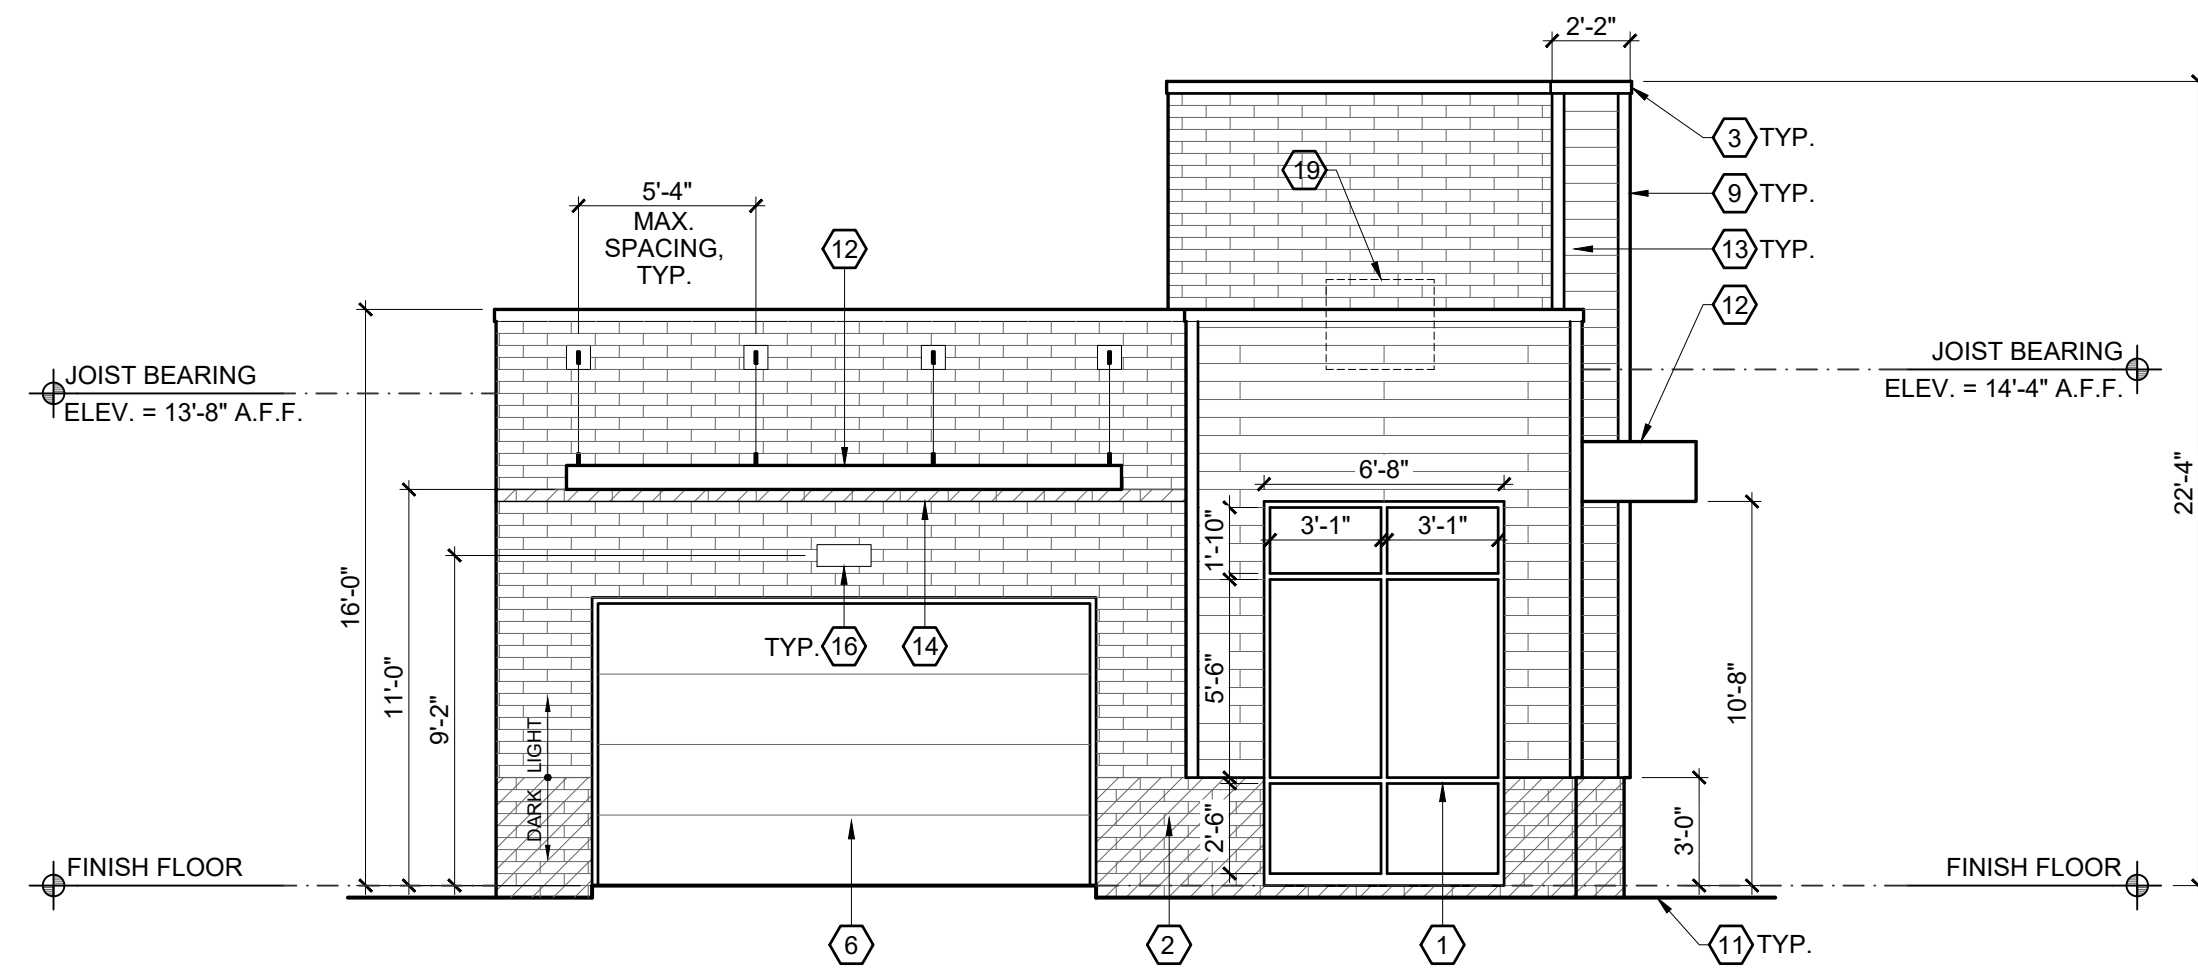 2'-2"
3 TYP.
19
9 TYP.
5'-4"
MAX.
SPACING,
TYP.
12
13 TYP.
12
JOIST BEARING
ELEV. = 13'-8" A.F.F.
JOIST BEARING
ELEV. = 14'-4" A.F.F.
6'-8"
22'-4"
1'-10"
3'-1"
3'-1"
16'-0"
11'-0"
9'-2"
TYP. 16
14
5'-6"
10'-8"
LIGHT
DARK
2'-6"
3'-0"
FINISH FLOOR
FINISH FLOOR
6
2
1
11 TYP.